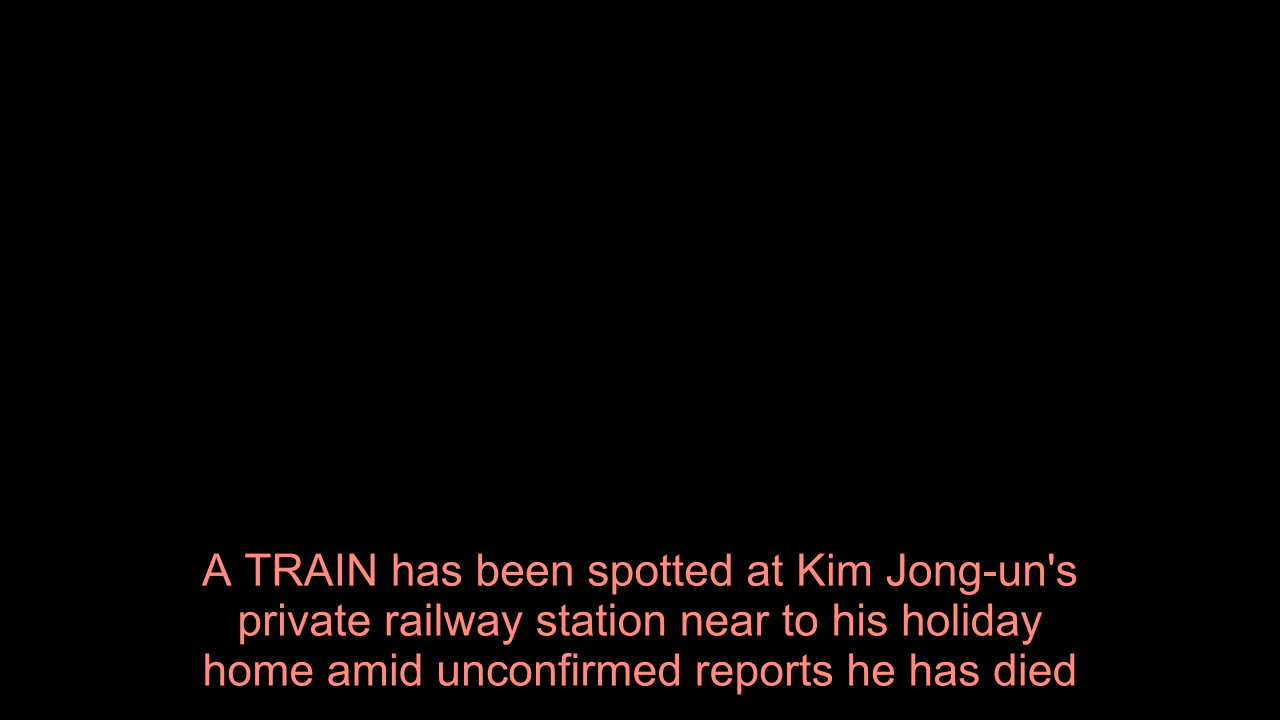 A TRAIN has been spotted at Kim Jong-un's
private railway station near to his holiday
home amid unconfirmed reports he has died